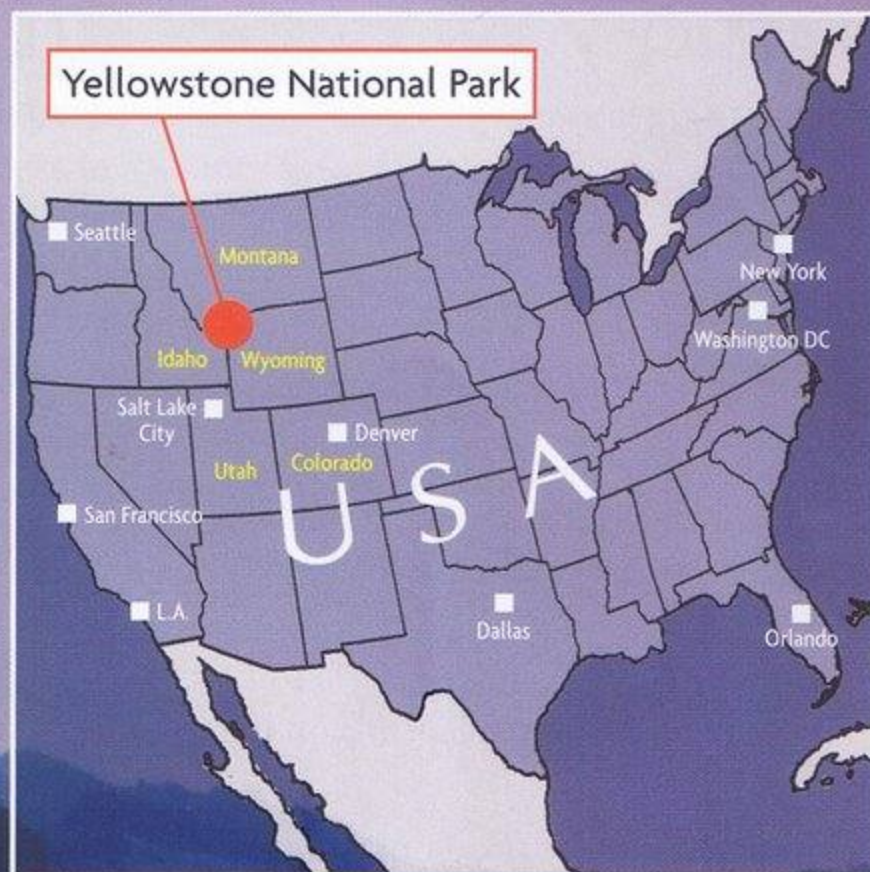 Yellowstone National Park
Seattle
Montana
New York
Washington DC
Idaho
Wyoming
Salt Lake
City
Denver
Utah
Colorado
USA
San Francisco
L.A.
Dallas
Orlando